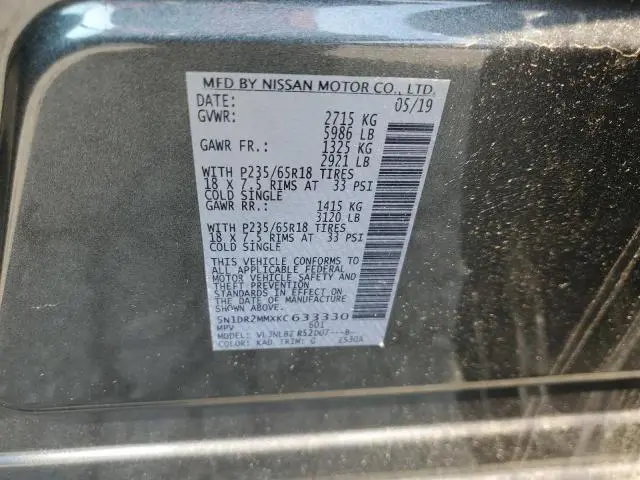 MFD BY NISSAN MOTOR CO., LTD.
DATE: 05/19
GVWR: 2715 KG
5986 LB
GAWR FR.: 1325 KG
2921 LB
WITH P235/65R18 TIRES
18 X 7.5 RIMS AT 33 PSI
COLD SINGLE
GAWR RR.: 1415 KG
3120 LB
WITH P235/65R18 TIRES
18 X 7.5 RIMS AT 33 PSI
COLD SINGLE
THIS VEHICLE CONFORMS TO
ALL APPLICABLE FEDERAL
MOTOR VEHICLE SAFETY AND
THEFT PREVENTION
STANDARDS IN EFFECT ON
THE DATE OF MANUFACTURE
SHOWN ABOVE.
5N1DR2MMXKC633330
MPV 601
MODEL:
COLOR: KAD TRIM: G